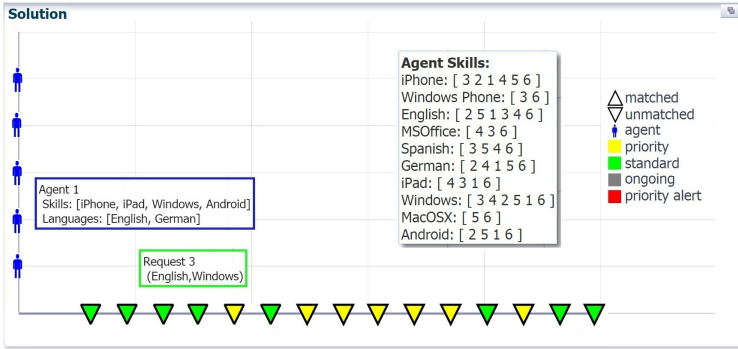 Solution
Agent Skills:
iPhone: [ 3 2 1 4 5 6 ]
Windows Phone: [ 3 6 ]
English: [ 2 5 1 3 4 6 ]
MSOffice: [ 4 3 6 ]
Spanish: [ 3 5 4 6 ]
German: [ 2 4 1 5 6 ]
iPad: [ 4 3 1 6 ]
Windows: [ 3 4 2 5 1 6 ]
MacOSX: [ 5 6 ]
Android: [ 2 5 1 6 ]
matched
unmatched
agent
priority
standard
ongoing
priority alert
Agent 1
Skills: [iPhone, iPad, Windows, Android]
Languages: [English, German]
Request 3
(English,Windows)